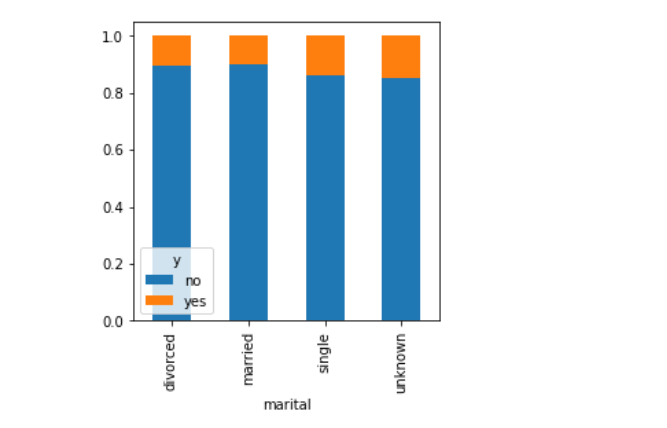 1.0
0.8
0.6
0.4
0.2
0.0
y
no
yes
divorced
married
single
unknown
marital